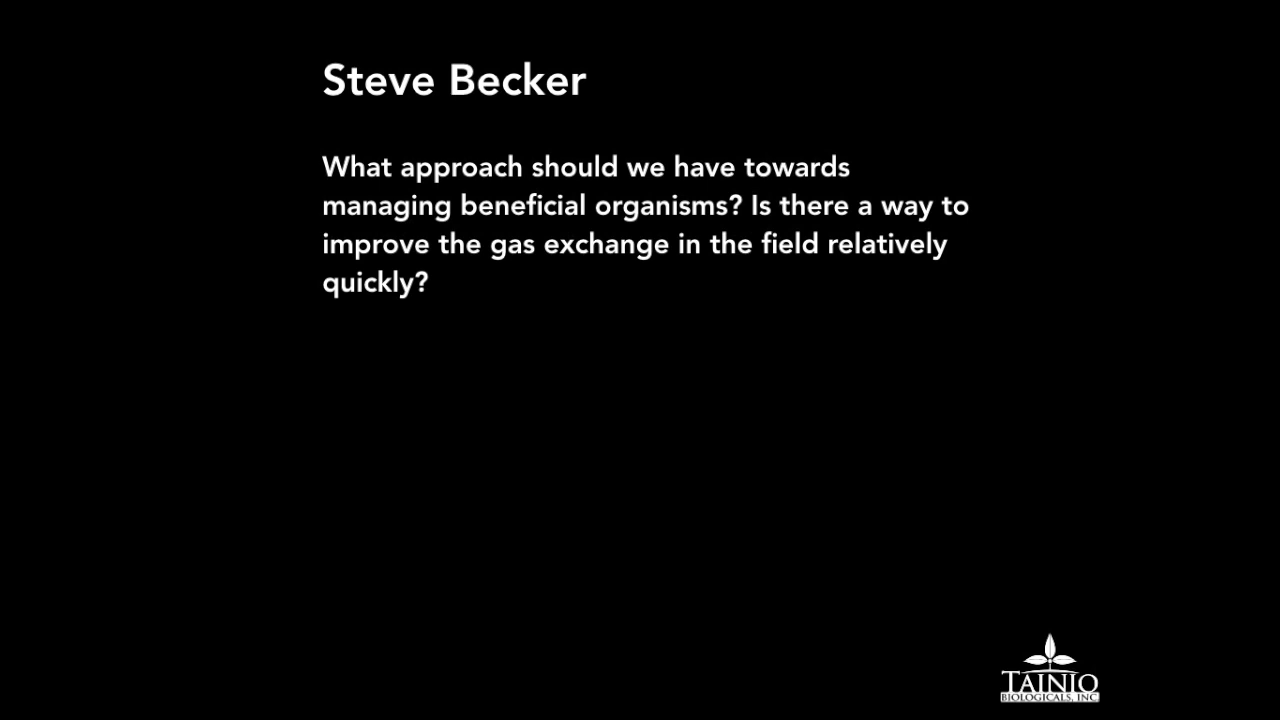 Steve Becker
What approach should we have towards
managing beneficial organisms? Is there a way to
improve the gas exchange in the field relatively
quickly?
TAINIO
BIOLOGICALS, INC